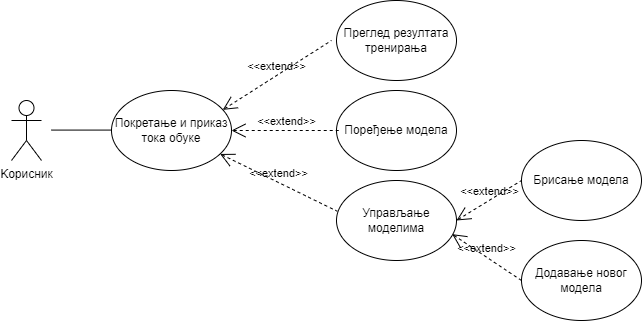 Преглед резултата
тренирања
<<extend>>
Покретање и приказ
тока обуке
<<extend>>
Поређење модела
Корисник
<<extend>>
Управљање
моделима
Брисање модела
<<extend>>
<<extend>>
Додавање новог
модела